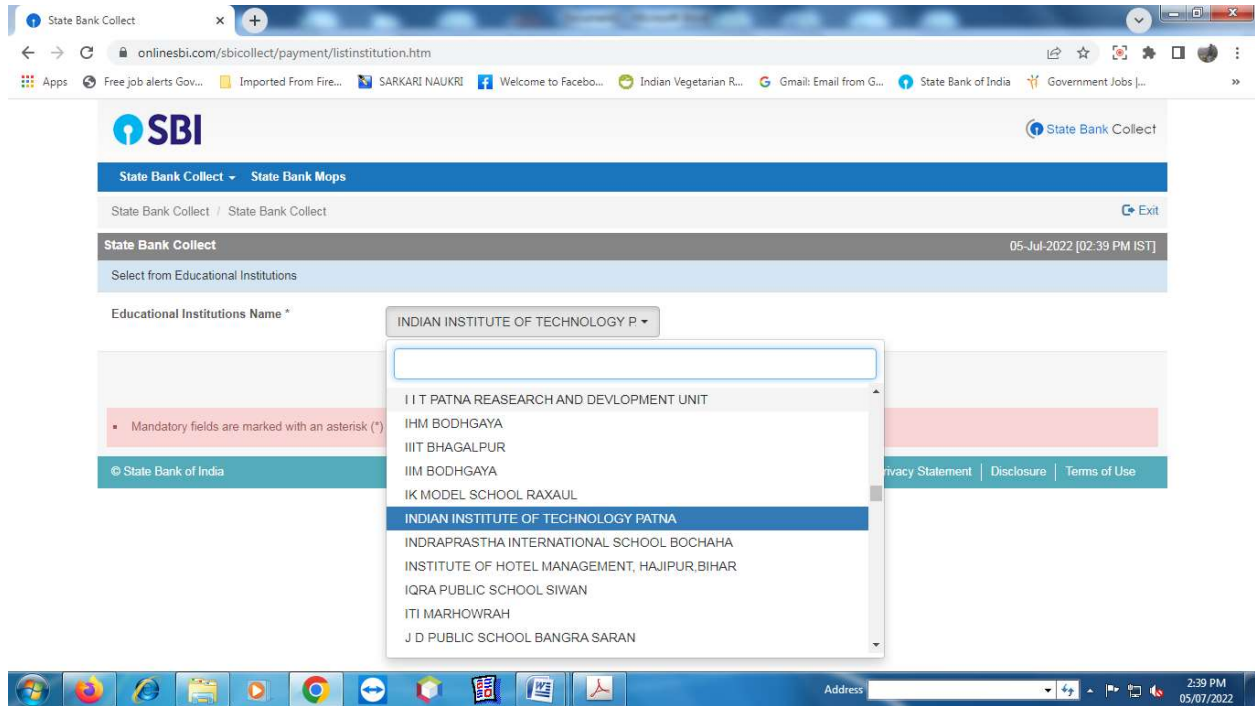 State Bank Collect
onlinesbi.com/sbicollect/payment/listinstitution.htm
Apps Free job alerts Gov... Imported From Fire... SARKARI NAUKRI Welcome to Facebo... Indian Vegetarian R... Gmail: Email from G... State Bank of India Government Jobs |... »
SBI
State Bank Collect
State Bank Collect State Bank Mops
State Bank Collect / State Bank Collect Exit
State Bank Collect 05-Jul-2022 [02:39 PM IST]
Select from Educational Institutions
Educational Institutions Name * INDIAN INSTITUTE OF TECHNOLOGY P
I I T PATNA REASEARCH AND DEVLOPMENT UNIT
Mandatory fields are marked with an asterisk (*)
IHM BODHGAYA
IIIT BHAGALPUR
© State Bank of India
IIM BODHGAYA
rivacy Statement | Disclosure | Terms of Use
IK MODEL SCHOOL RAXAUL
INDIAN INSTITUTE OF TECHNOLOGY PATNA
INDRAPRASTHA INTERNATIONAL SCHOOL BOCHAHA
INSTITUTE OF HOTEL MANAGEMENT, HAJIPUR,BIHAR
IQRA PUBLIC SCHOOL SIWAN
ITI MARHOWRAH
J D PUBLIC SCHOOL BANGRA SARAN
Address
2:39 PM
05/07/2022